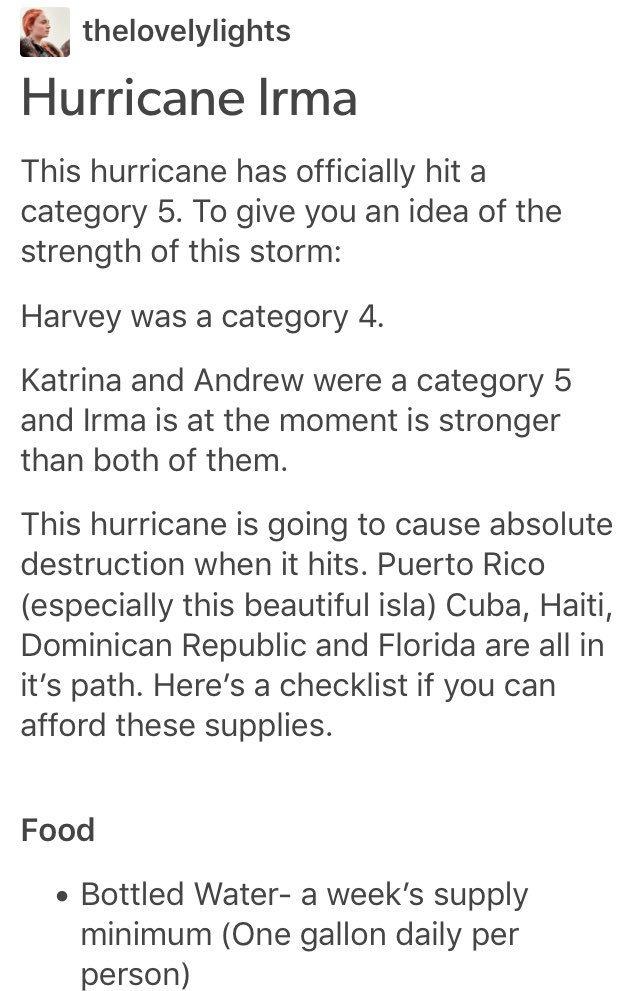 thelovelylights
Hurricane Irma
This hurricane has officially hit a
category 5. To give you an idea of the
strength of this storm:
Harvey was a category 4.
Katrina and Andrew were a category 5
and Irma is at the moment is stronger
than both of them.
This hurricane is going to cause absolute
destruction when it hits. Puerto Rico
(especially this beautiful isla) Cuba, Haiti,
Dominican Republic and Florida are all in
it’s path. Here’s a checklist if you can
afford these supplies.
Food
• Bottled Water- a week’s supply
minimum (One gallon daily per
person)